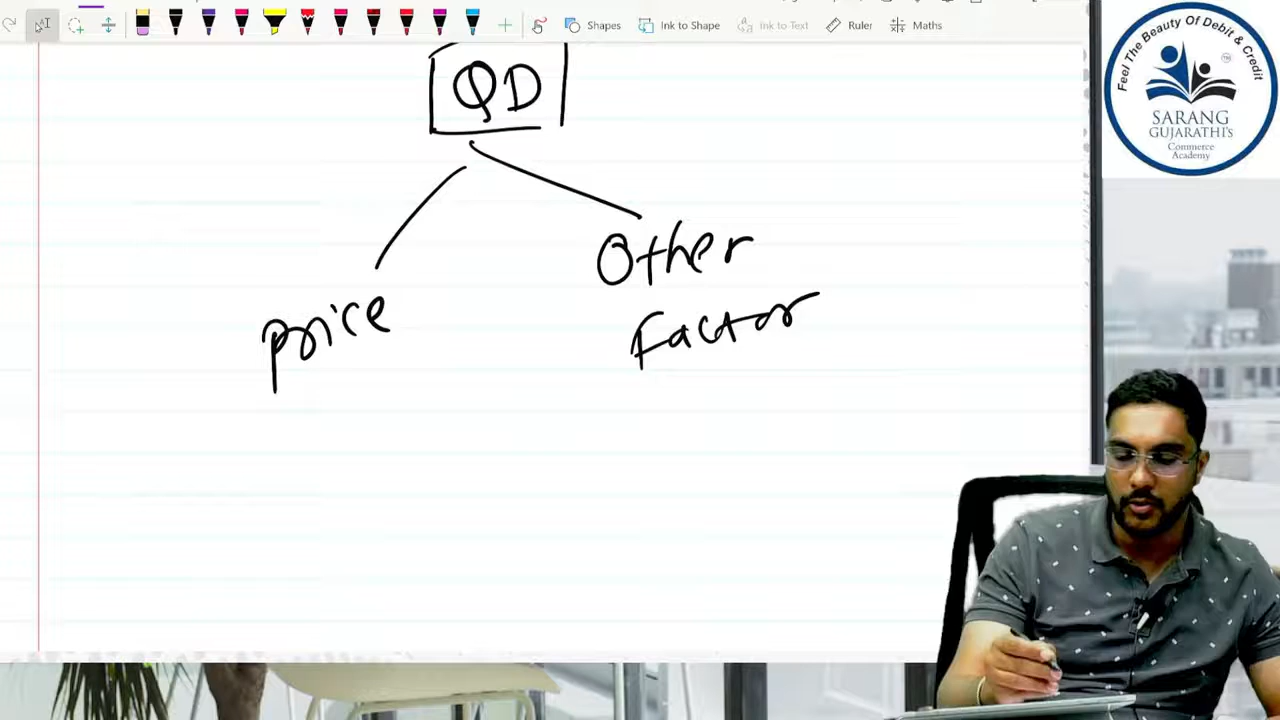 Shapes
Ink to Shape
Ink to Text
Ruler
Maths
QD
Price
Other
Factor
Feel The Beauty Of Debit & Credit
TM
SARANG
GUJARATHI'S
Commerce
Academy